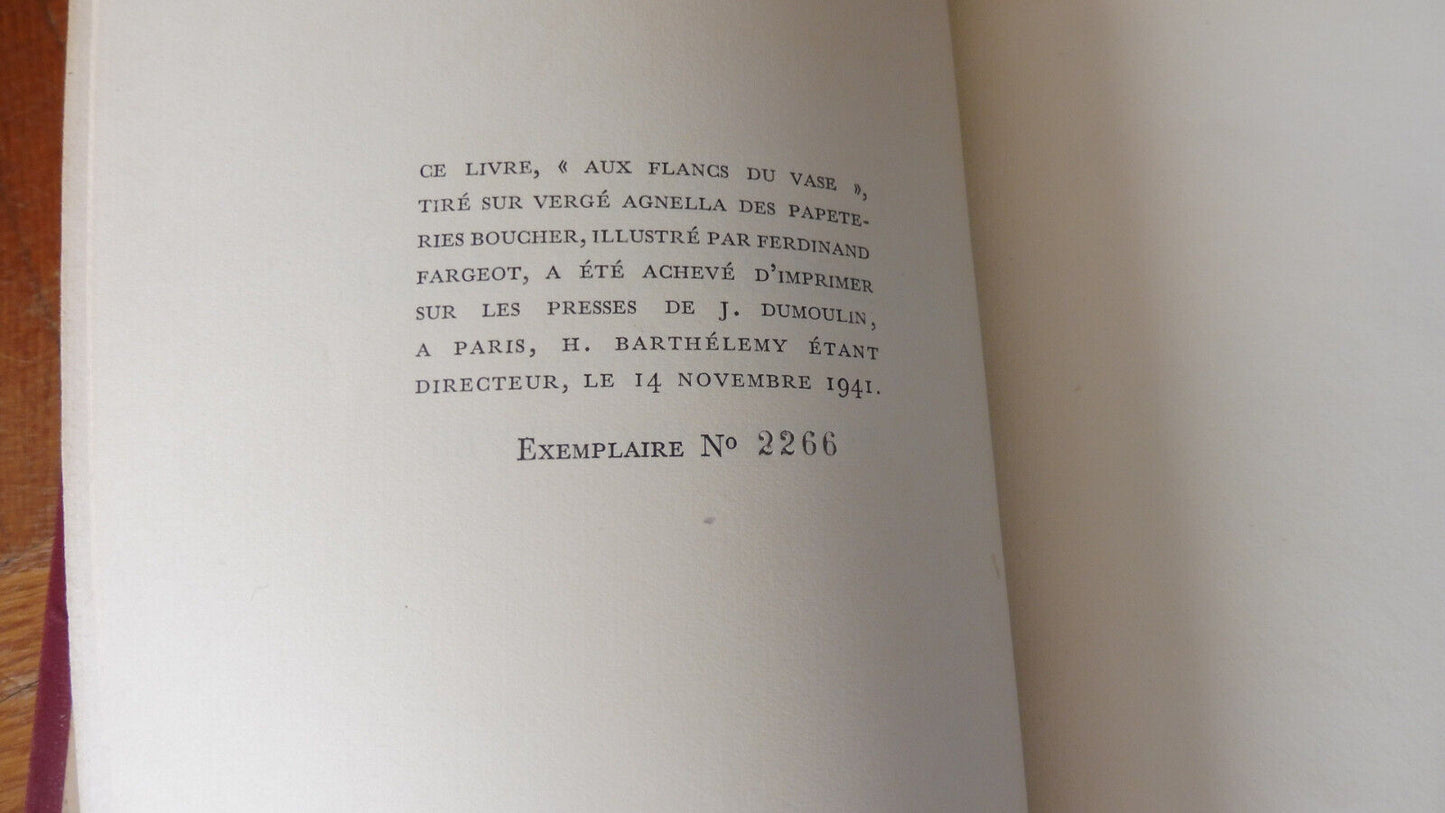 CE LIVRE, « AUX FLANCS DU VASE »,
TIRÉ SUR VERGÉ AGNELLA DES PAPETE-
RIES BOUCHER, ILLUSTRÉ PAR FERDINAND
FARGEOT, A ÉTÉ ACHEVÉ D'IMPRIMER
SUR LES PRESSES DE J. DUMOULIN,
A PARIS, H. BARTHÉLEMY ÉTANT
DIRECTEUR, LE 14 NOVEMBRE 1941.
EXEMPLAIRE Nº 2266